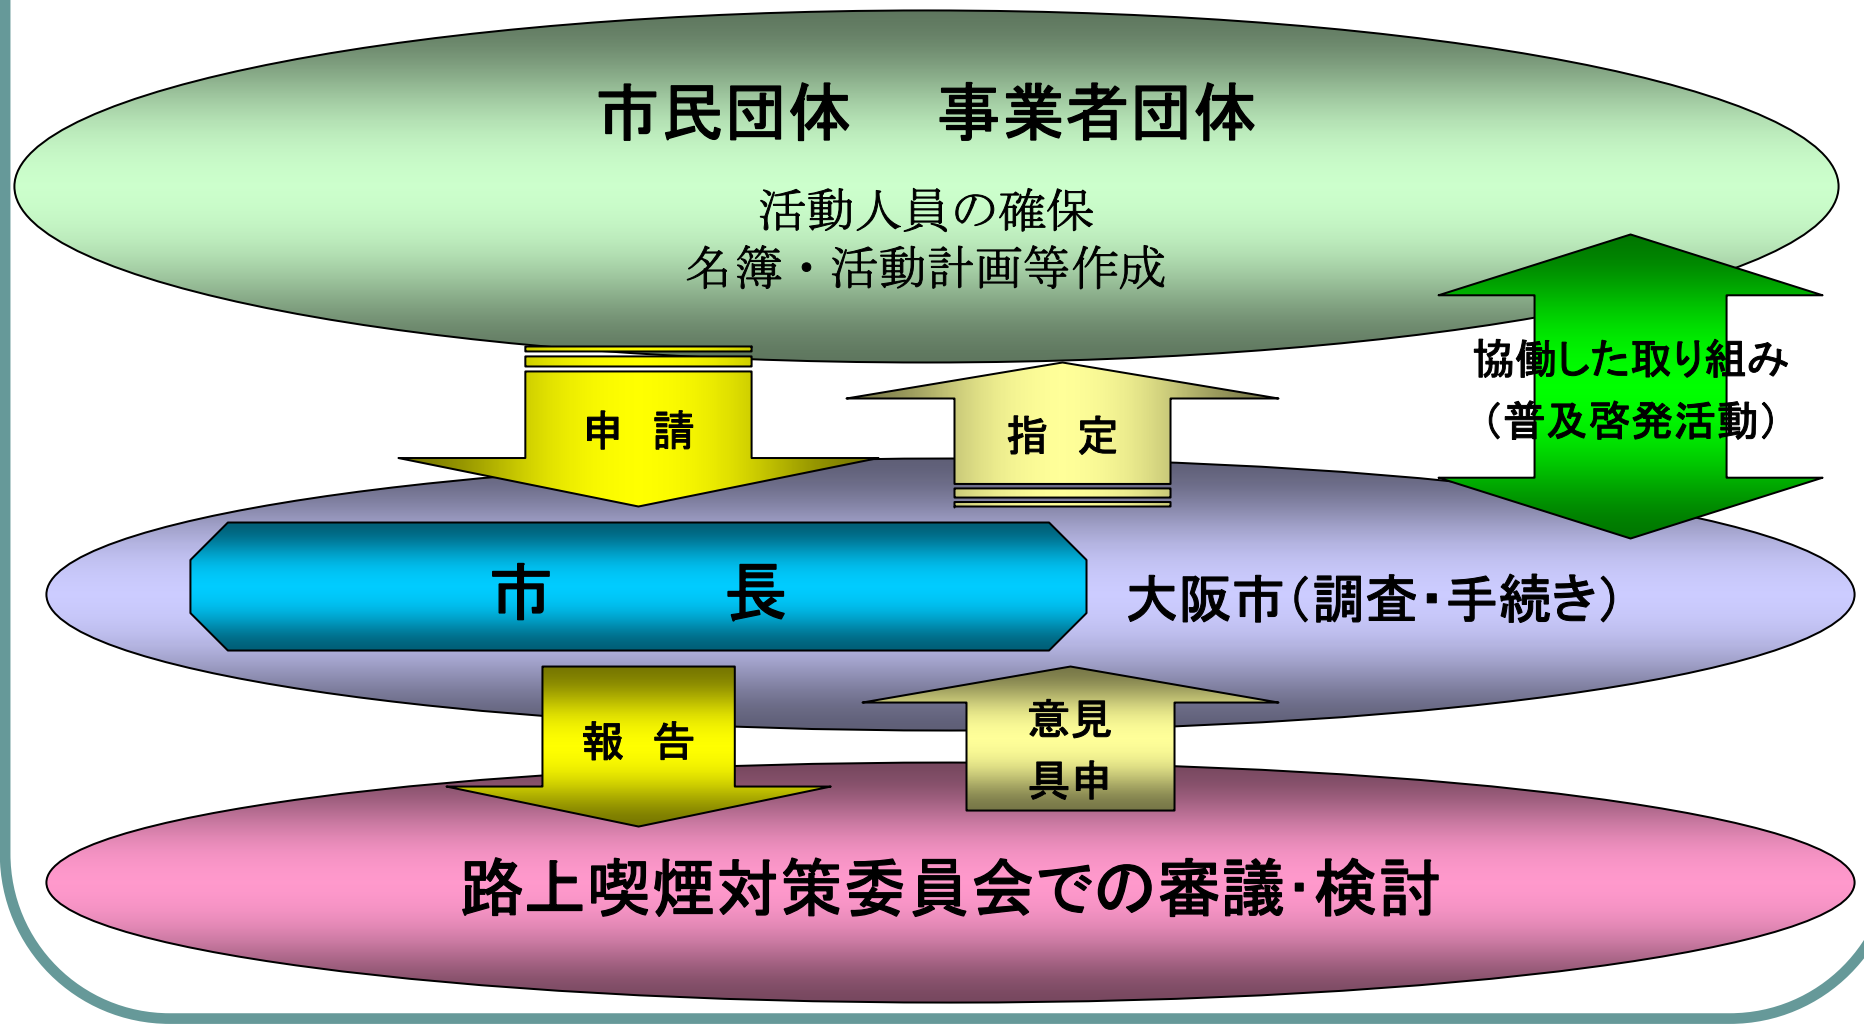 市民団体　事業者団体
活動人員の確保
名簿・活動計画等作成
協働した取り組み
（普及啓発活動）
申　請
指　定
市　長
大阪市（調査・手続き）
報　告
意見
具申
路上喫煙対策委員会での審議・検討